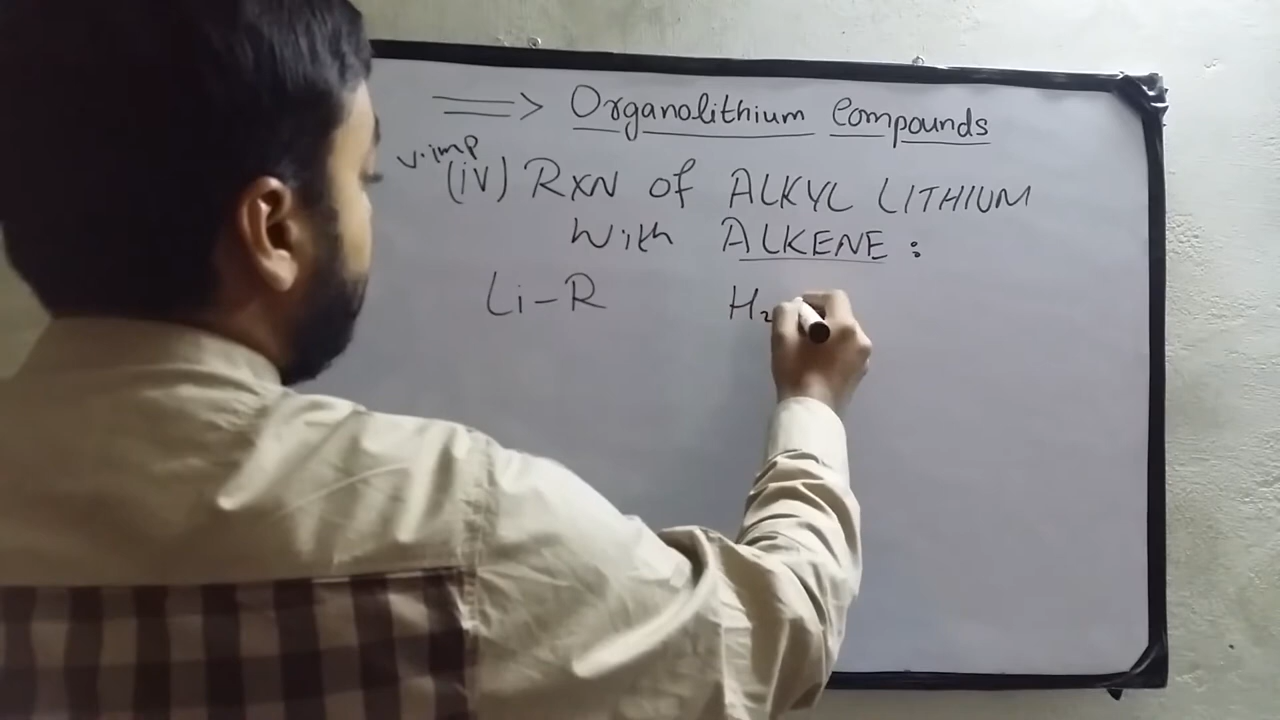 ⟹ Organolithium Compounds
v.imp
(iv) RXN of ALKYL LITHIUM
With ALKENE :
Li-R H₂